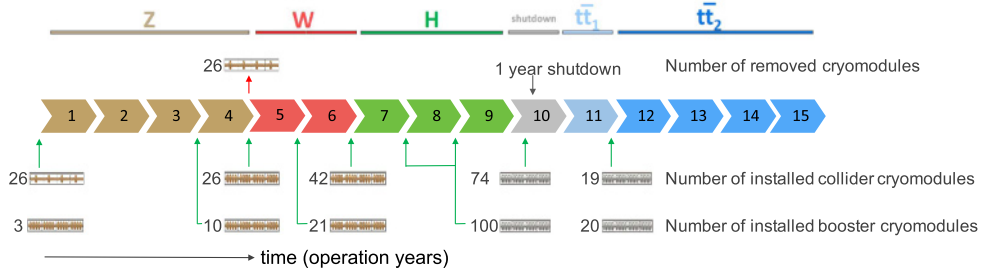 Z W H shutdown tt̄₁ tt̄₂
26 Number of removed cryomodules
1 year shutdown
1 2 3 4 5 6 7 8 9 10 11 12 13 14 15
26 26 42 74 19 Number of installed collider cryomodules
3 10 21 100 20 Number of installed booster cryomodules
time (operation years)